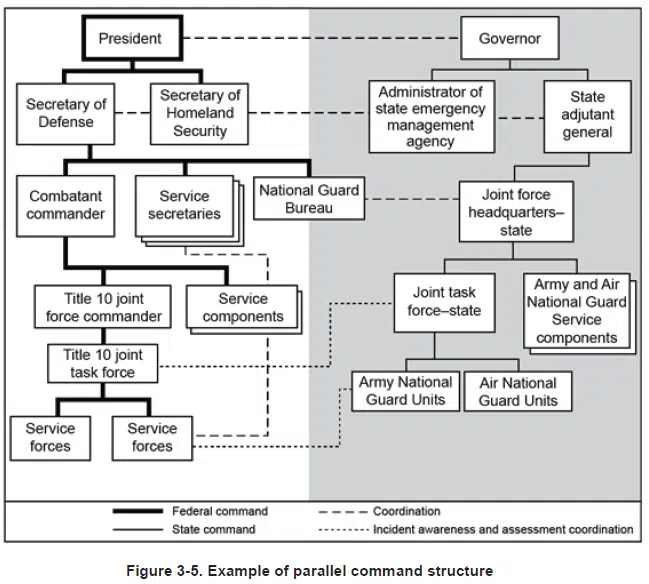 President
Governor
Secretary of
Defense
Secretary of
Homeland
Security
Administrator of
state emergency
management
agency
State
adjutant
general
Combatant
commander
Service
secretaries
National Guard
Bureau
Joint force
headquarters–
state
Title 10 joint
force commander
Service
components
Joint task
force–state
Army and Air
National Guard
Service
components
Title 10 joint
task force
Army National
Guard Units
Air National
Guard Units
Service
forces
Service
forces
Federal command
Coordination
State command
Incident awareness and assessment coordination
Figure 3-5. Example of parallel command structure